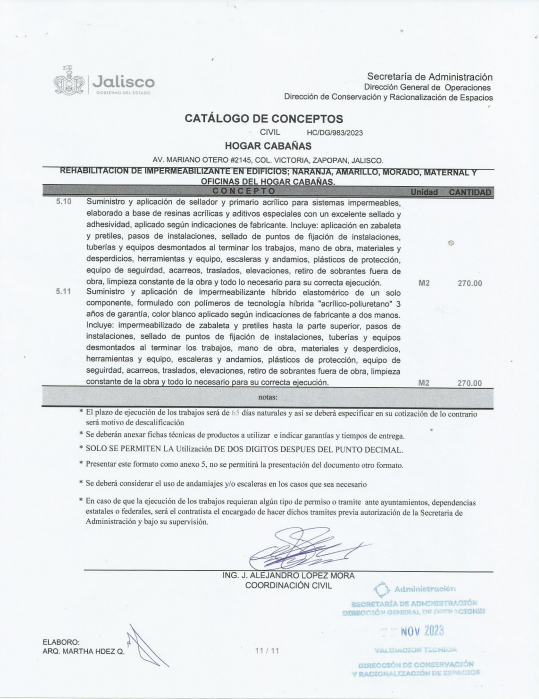 Jalisco
GOBIERNO DEL ESTADO
Secretaría de Administración
Dirección General de Operaciones
Dirección de Conservación y Racionalización de Espacios
CATÁLOGO DE CONCEPTOS
CIVIL HC/DG/983/2023
HOGAR CABAÑAS
AV. MARIANO OTERO #2145, COL. VICTORIA, ZAPOPAN, JALISCO.
REHABILITACION DE IMPERMEABILIZANTE EN EDIFICIOS; NARANJA, AMARILLO, MORADO, MATERNAL Y
OFICINAS DEL HOGAR CABAÑAS.
CONCEPTO Unidad CANTIDAD
5.10 Suministro y aplicación de sellador y primario acrílico para sistemas impermeables,
elaborado a base de resinas acrílicas y aditivos especiales con un excelente sellado y
adhesividad, aplicado según indicaciones de fabricante. Incluye: aplicación en zabaleta
y pretiles, pasos de instalaciones, sellado de puntos de fijación de instalaciones,
tuberías y equipos desmontados al terminar los trabajos, mano de obra, materiales y
desperdicios, herramientas y equipo, escaleras y andamios, plásticos de protección,
equipo de seguirdad, acarreos, traslados, elevaciones, retiro de sobrantes fuera de
obra, limpieza constante de la obra y todo lo necesario para su correcta ejecución. M2 270.00
5.11 Suministro y aplicación de impermeabilizante híbrido elastomérico de un solo
componente, formulado con polímeros de tecnología híbrida "acrílico-poliuretano" 3
años de garantía, color blanco aplicado según indicaciones de fabricante a dos manos.
Incluye: impermeabilizado de zabaleta y pretiles hasta la parte superior, pasos de
instalaciones, sellado de puntos de fijación de instalaciones, tuberías y equipos
desmontados al terminar los trabajos, mano de obra, materiales y desperdicios,
herramientas y equipo, escaleras y andamios, plásticos de protección, equipo de
seguridad, acarreos, traslados, elevaciones, retiro de sobrantes fuera de obra, limpieza
constante de la obra y todo lo necesario para su correcta ejecución. M2 270.00
notas:
* El plazo de ejecución de los trabajos será de 65 días naturales y asi se deberá especificar en su cotización de lo contrario
será motivo de descalificación
* Se deberán anexar fichas técnicas de productos a utilizar e indicar garantías y tiempos de entrega.
* SOLO SE PERMITEN LA Utilización DE DOS DIGITOS DESPUES DEL PUNTO DECIMAL.
* Presentar este formato como anexo 5, no se permitirá la presentación del documento otro formato.
* Se deberá considerar el uso de andamiajes y/o escaleras en los casos que sea necesario
* En caso de que la ejecución de los trabajos requieran algún tipo de permiso o tramite ante ayuntamientos, dependencias
estatales o federales, será el contratista el encargado de hacer dichos tramites previa autorización de la Secretaria de
Administración y bajo su supervisión.
ING. J. ALEJANDRO LOPEZ MORA
COORDINACIÓN CIVIL
Administración
SECRETARÍA DE ADMINISTRACIÓN
DIRECCIÓN GENERAL DE OPERACIONES
NOV 2023
VALIDACIÓN TÉCNICA
DIRECCIÓN DE CONSERVACIÓN
Y RACIONALIZACIÓN DE ESPACIOS
ELABORO:
ARQ. MARTHA HDEZ Q.
11 / 11